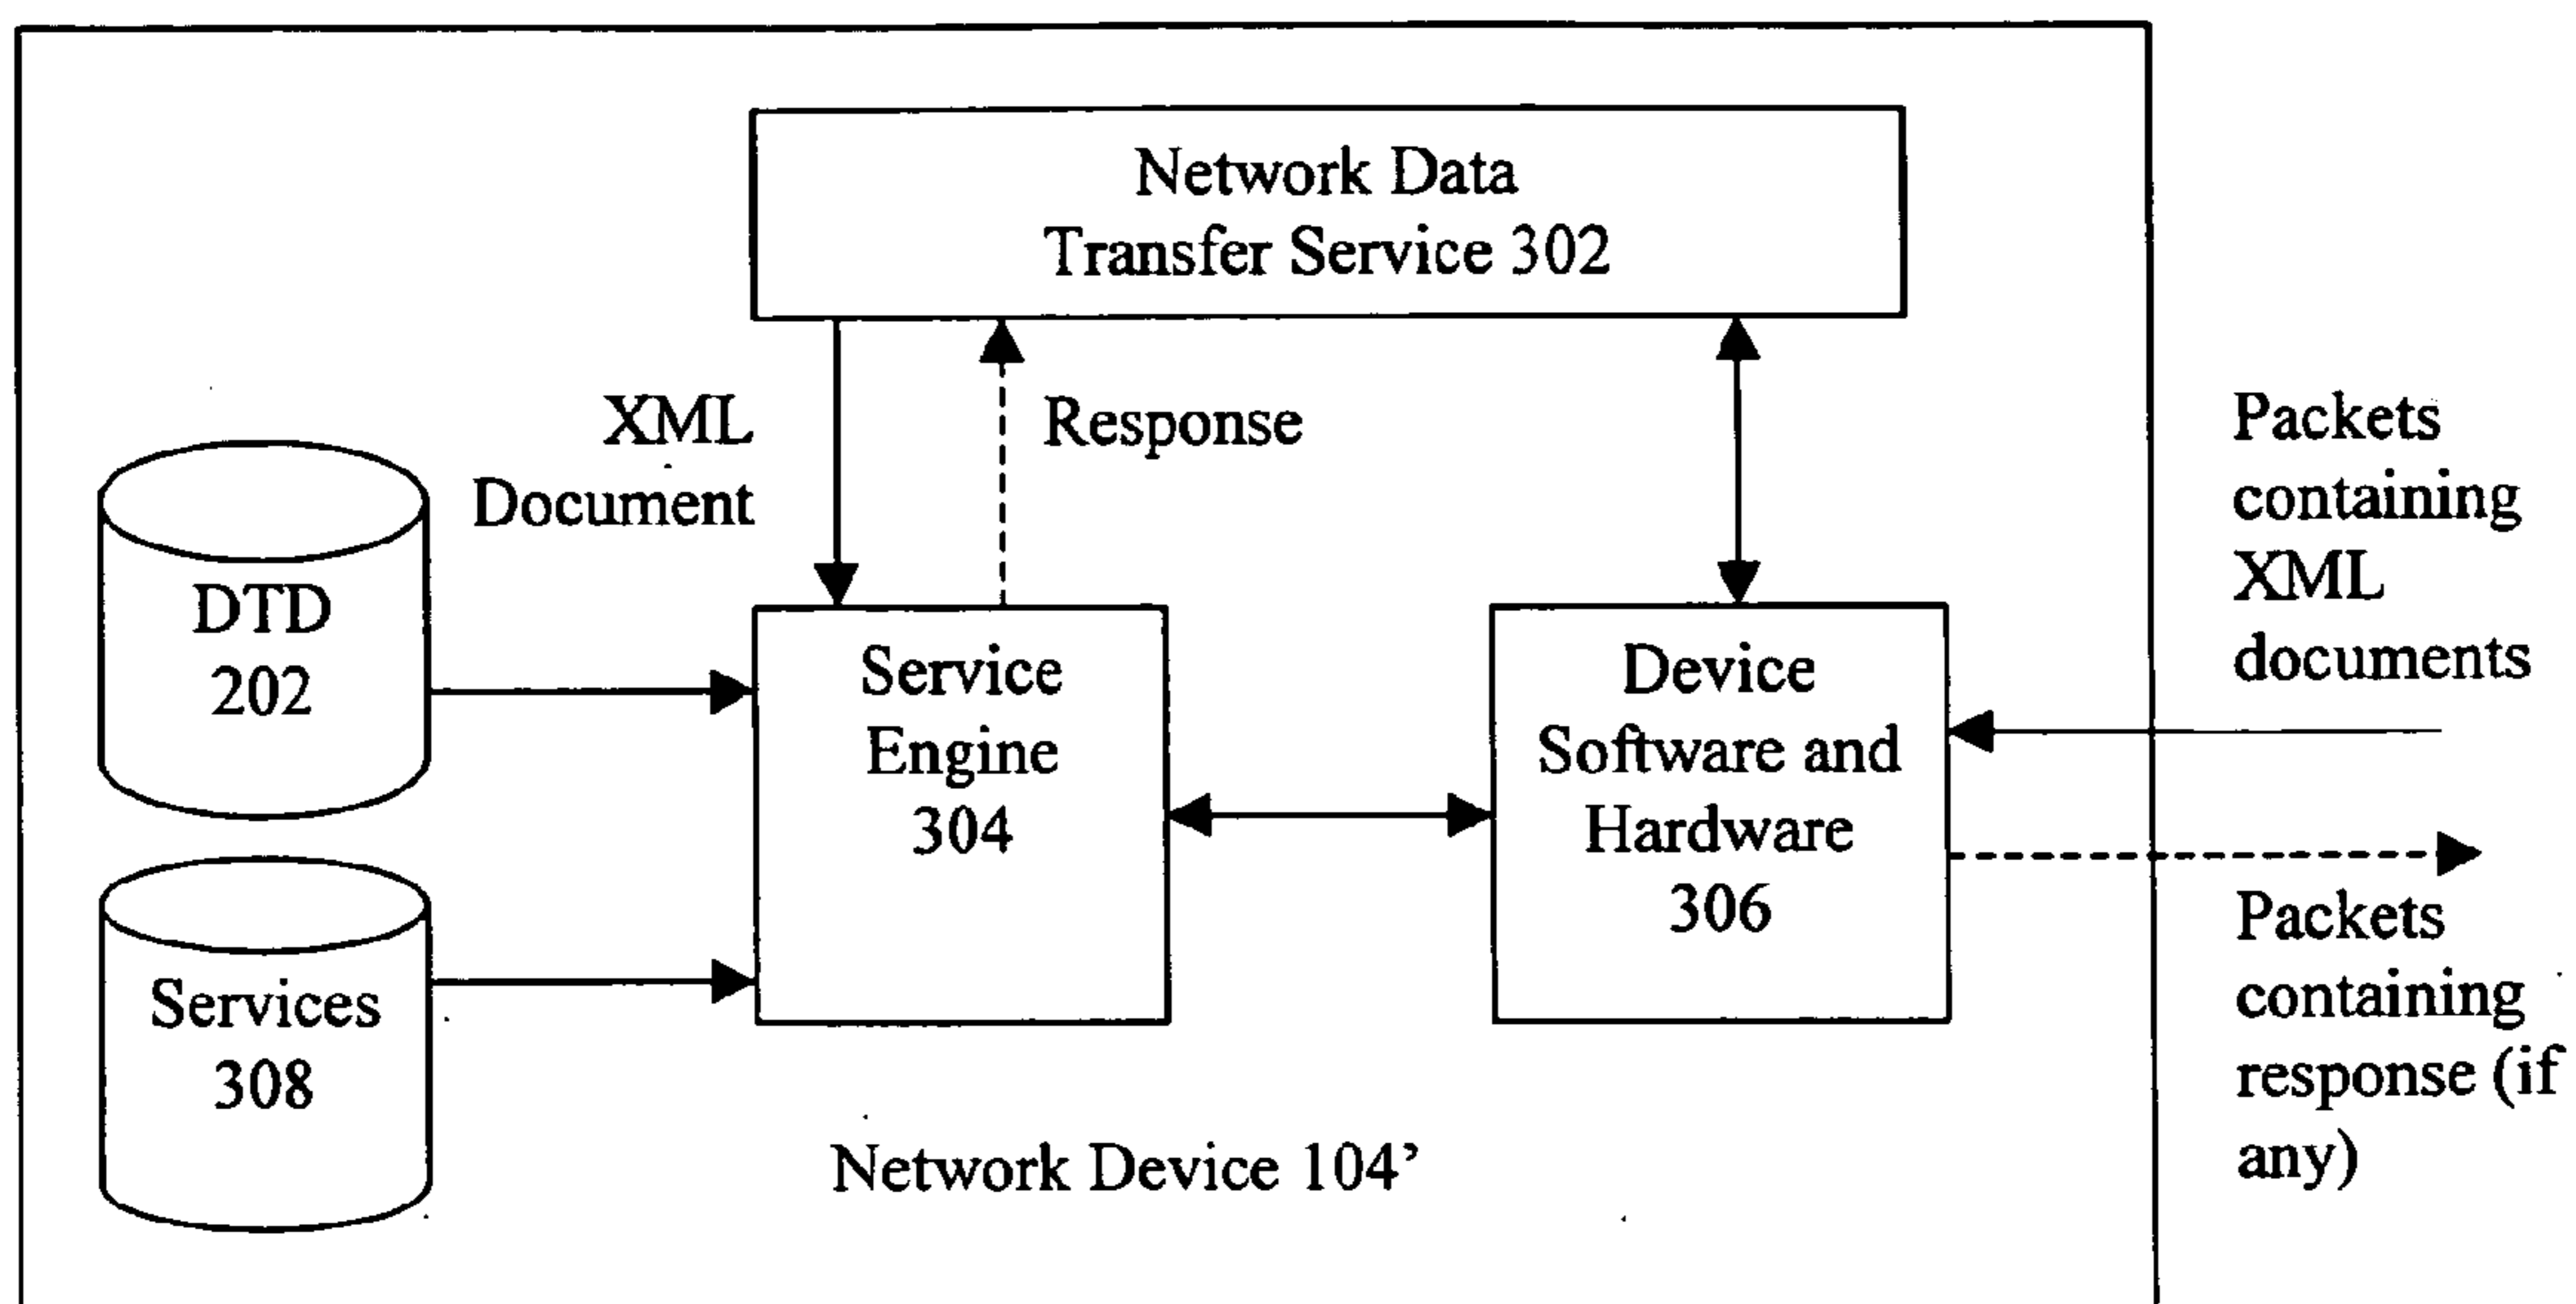 Network Data
Transfer Service 302
XML
Document
Response
Packets
containing
XML
documents
DTD
202
Service
Engine
304
Device
Software and
Hardware
306
Services
308
Packets
containing
response (if
any)
Network Device 104’